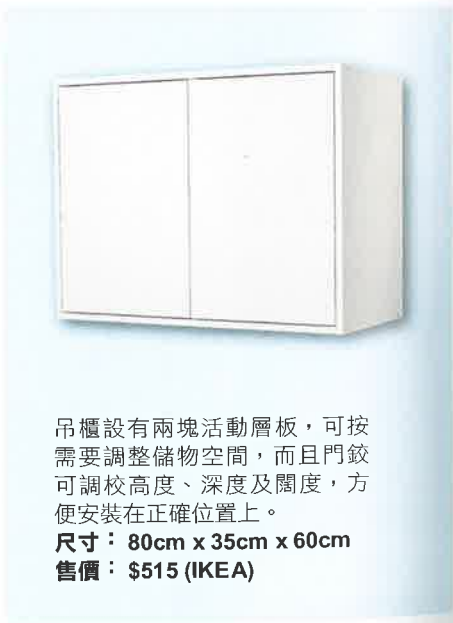 吊櫃設有兩塊活動層板，可按
需要調整儲物空間，而且門鉸
可調校高度、深度及闊度，方
便安裝在正確位置上。
尺寸：80cm x 35cm x 60cm
售價：$515 (IKEA)